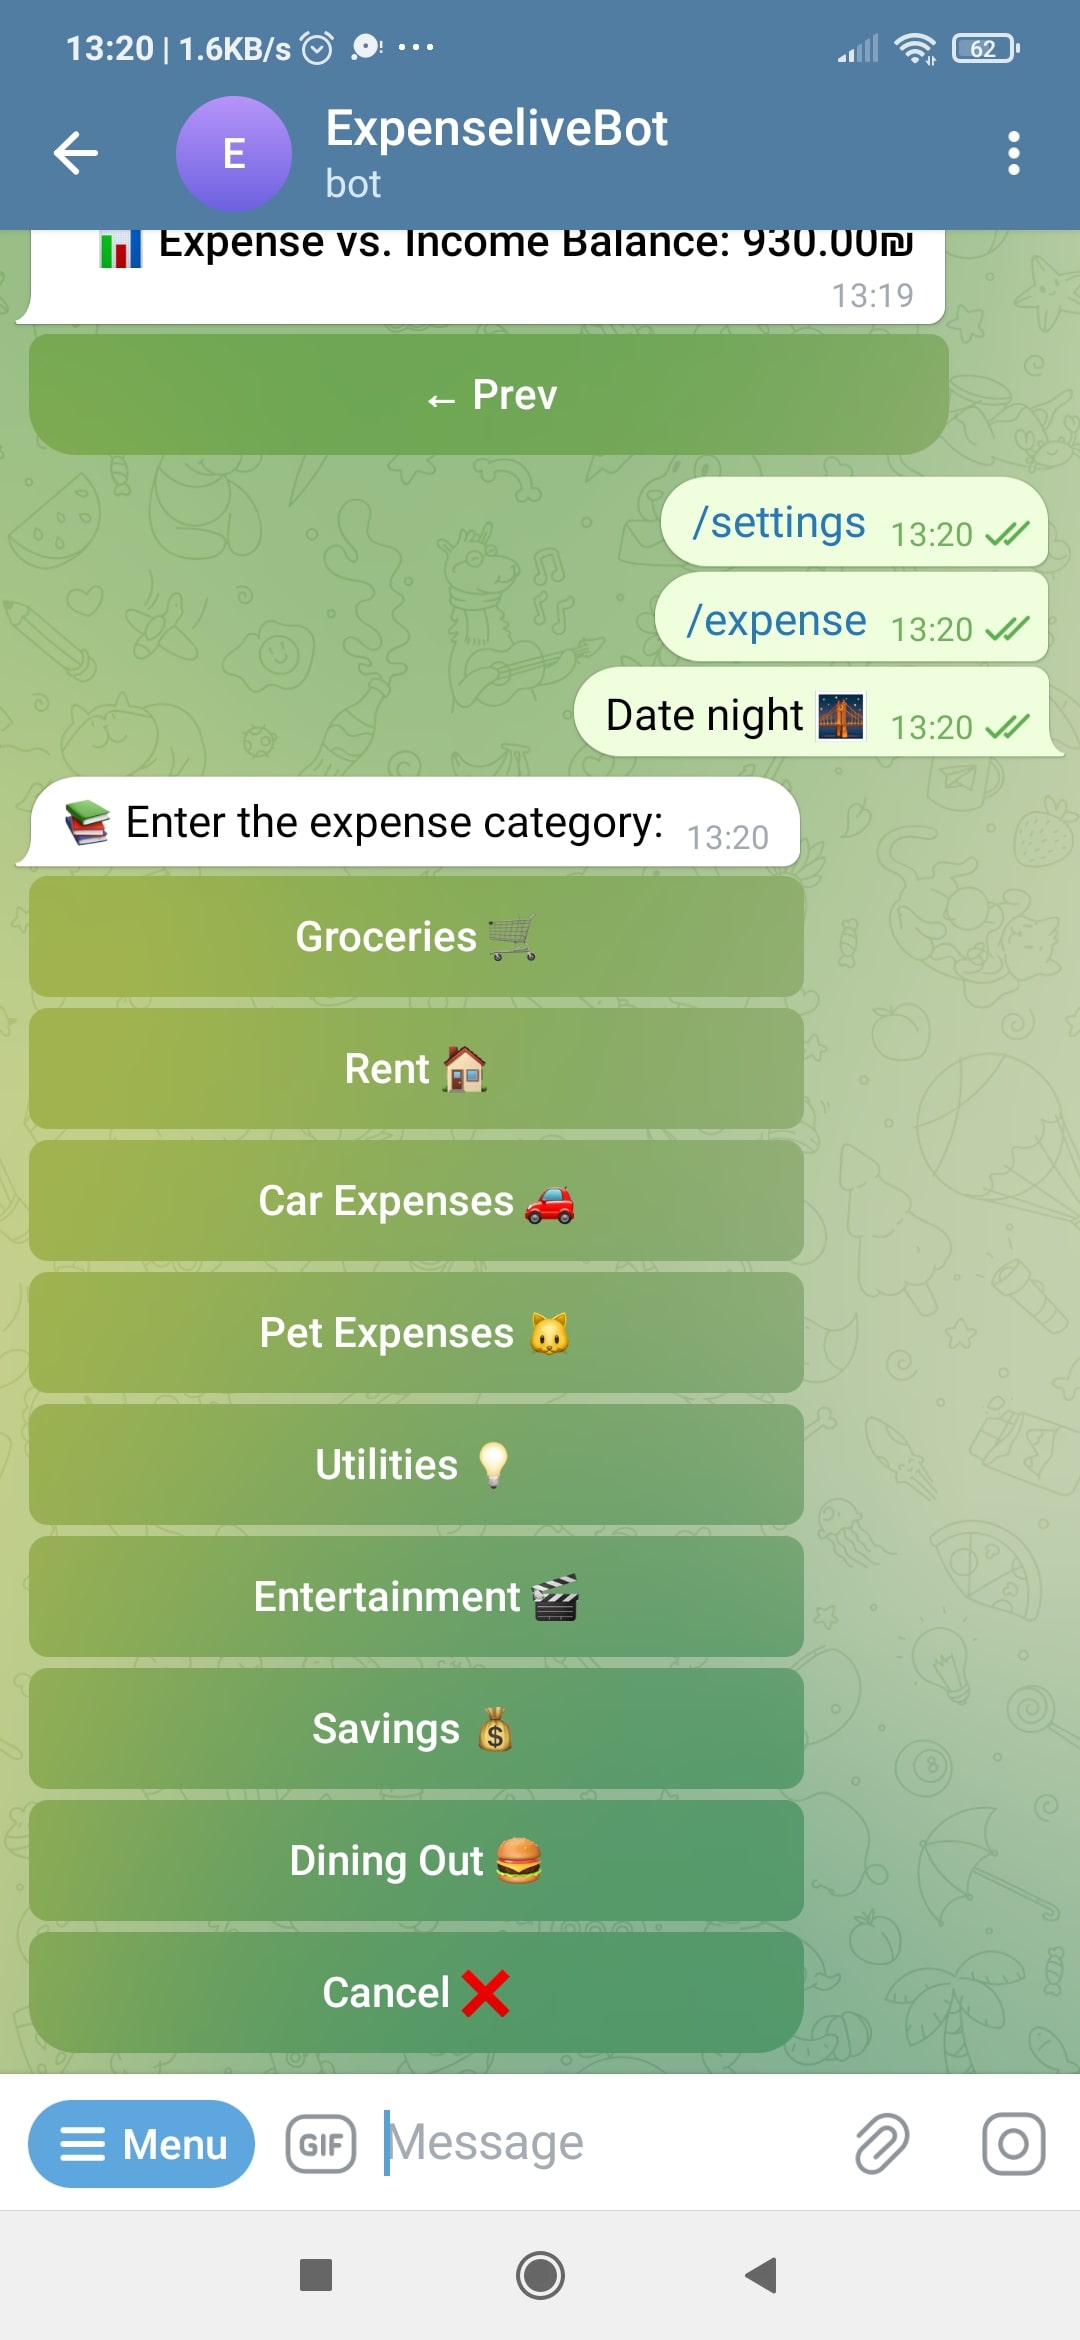 13:20 | 1.6KB/s
62
E
ExpenseliveBot
bot
📊 Expense vs. Income Balance: 930.00₪
13:19
← Prev
/settings 13:20
/expense 13:20
Date night 🌉 13:20
📚 Enter the expense category: 13:20
Groceries 🛒
Rent 🏠
Car Expenses 🚗
Pet Expenses 🐱
Utilities 💡
Entertainment 🎬
Savings 💰
Dining Out 🍔
Cancel ❌
Menu GIF Message